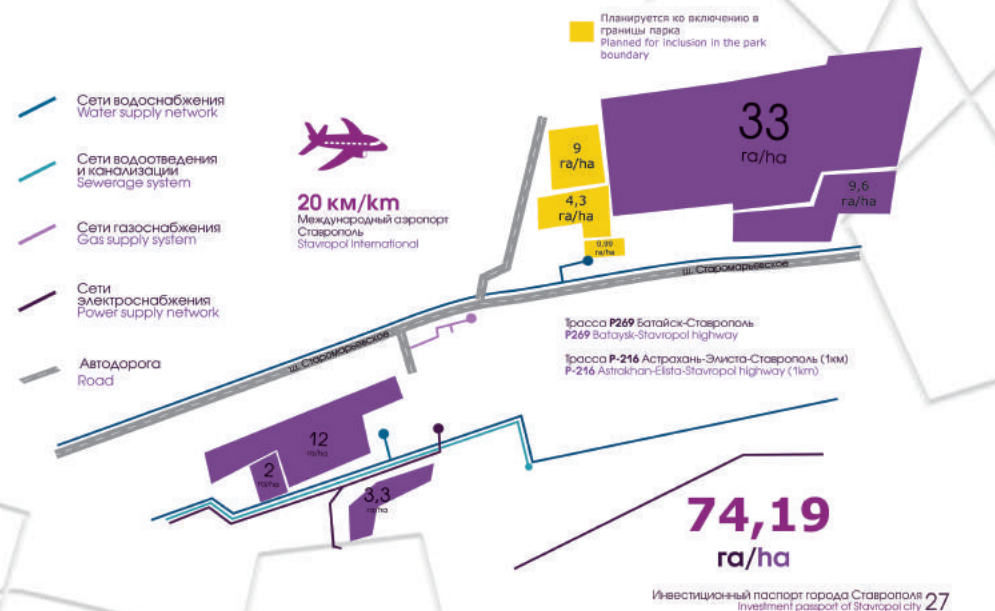 Планируется ко включению в
границы парка
Planned for inclusion in the park
boundary
Сети водоснабжения
Water supply network
Сети водоотведения
и канализации
Sewerage system
Сети газоснабжения
Gas supply system
Сети
электроснабжения
Power supply network
Автодорога
Road
20 км/km
Международный аэропорт
Ставрополь
Stavropol International
33
га/ha
9
га/ha
4,3
га/ha
0,99
га/ha
9,6
га/ha
ш. Старомарьевское
ш. Старомарьевское
Трасса Р269 Батайск-Ставрополь
P269 Bataysk-Stavropol highway
Трасса Р-216 Астрахань-Элиста-Ставрополь (1км)
P-216 Astrakhan-Elista-Stavropol highway (1km)
12
га/ha
2
га/ha
3,3
га/ha
74,19
га/ha
Инвестиционный паспорт города Ставрополя 27
Investment passport of Stavropol city